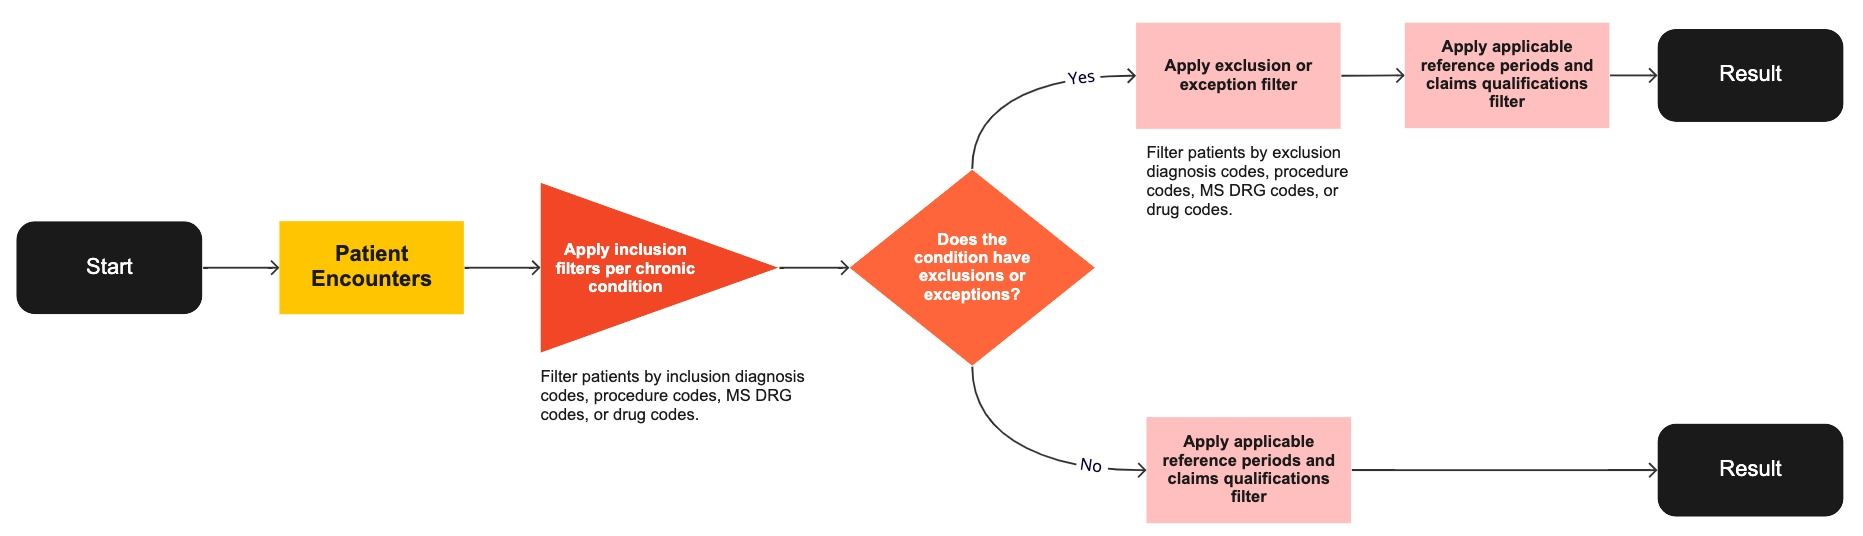 Start
Patient
Encounters
Apply inclusion
filters per chronic
condition
Filter patients by inclusion diagnosis
codes, procedure codes, MS DRG
codes, or drug codes.
Does the
condition have
exclusions or
exceptions?
Yes
Apply exclusion or
exception filter
Filter patients by exclusion
diagnosis codes, procedure
codes, MS DRG codes, or
drug codes.
Apply applicable
reference periods and
claims qualifications
filter
Result
No
Apply applicable
reference periods and
claims qualifications
filter
Result